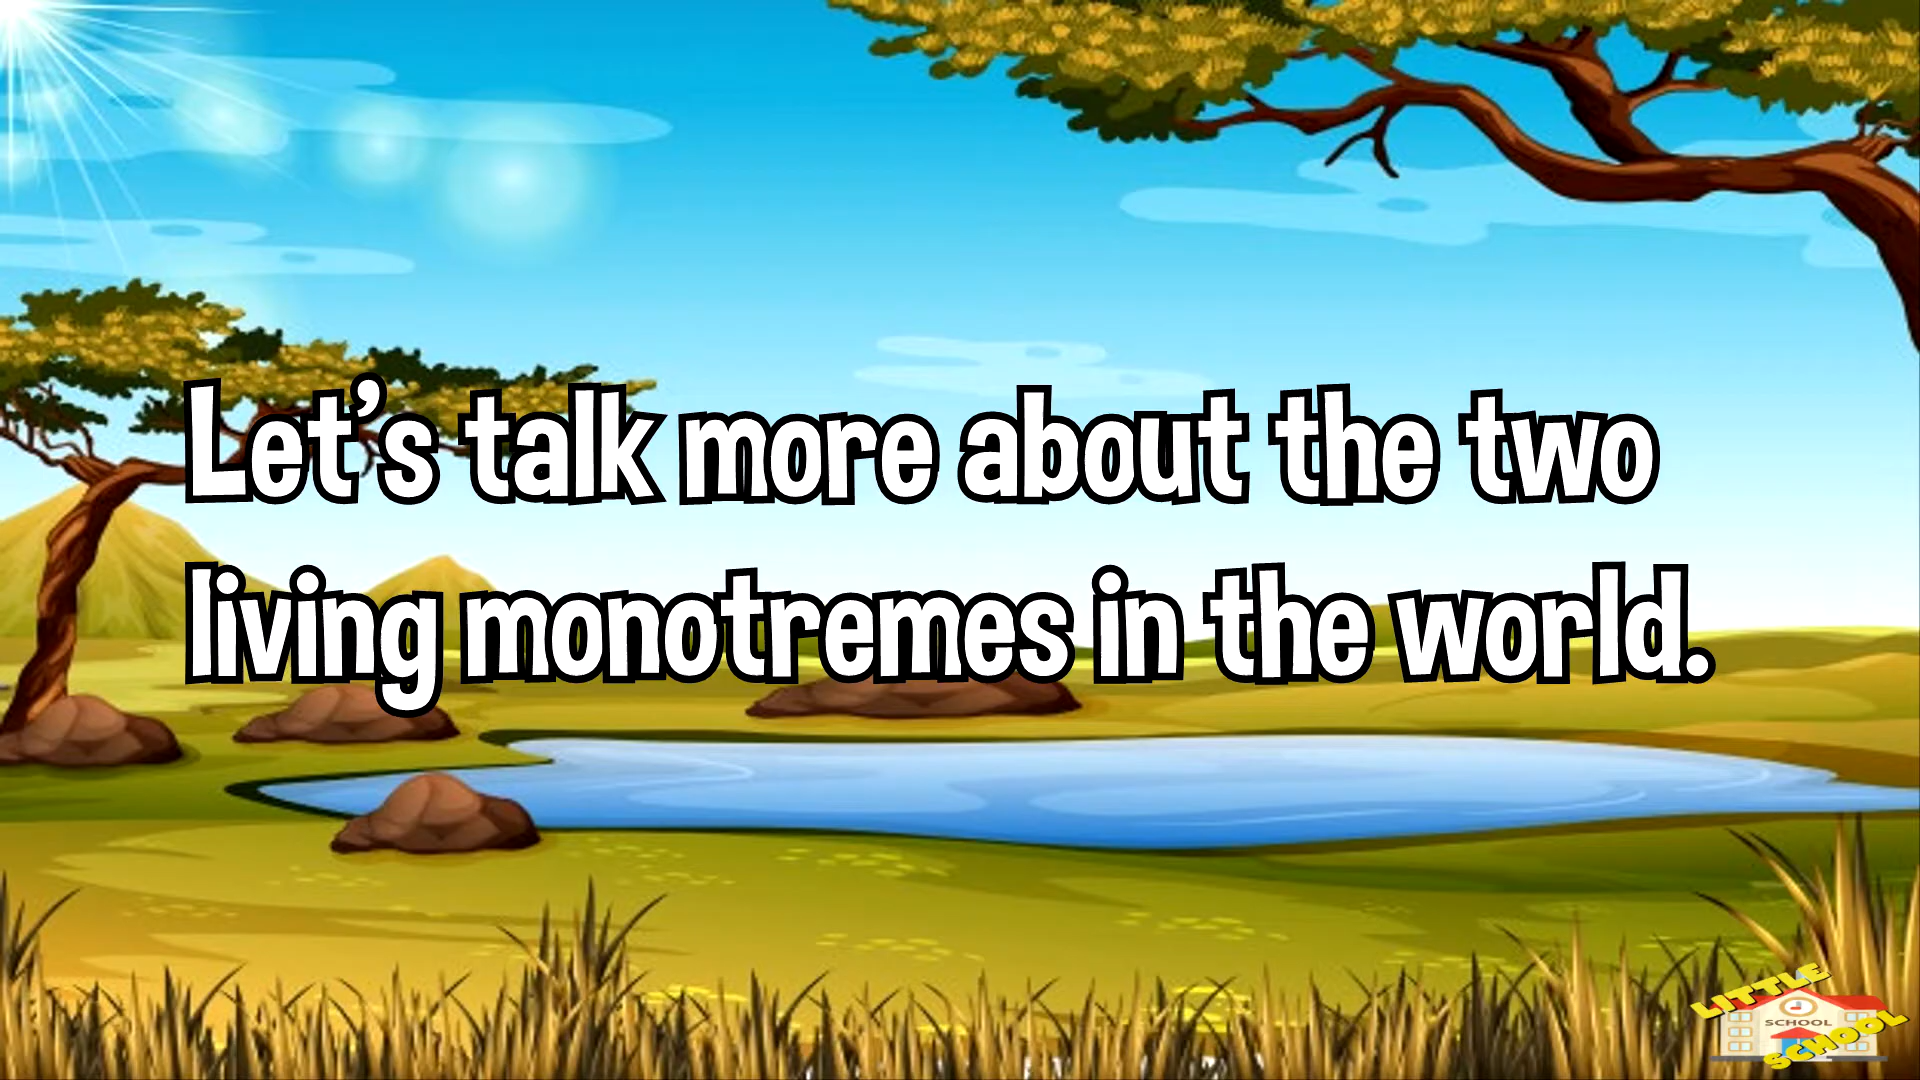 Let’s talk more about the two
living monotremes in the world.
LITTLE
SCHOOL
SCHOOL